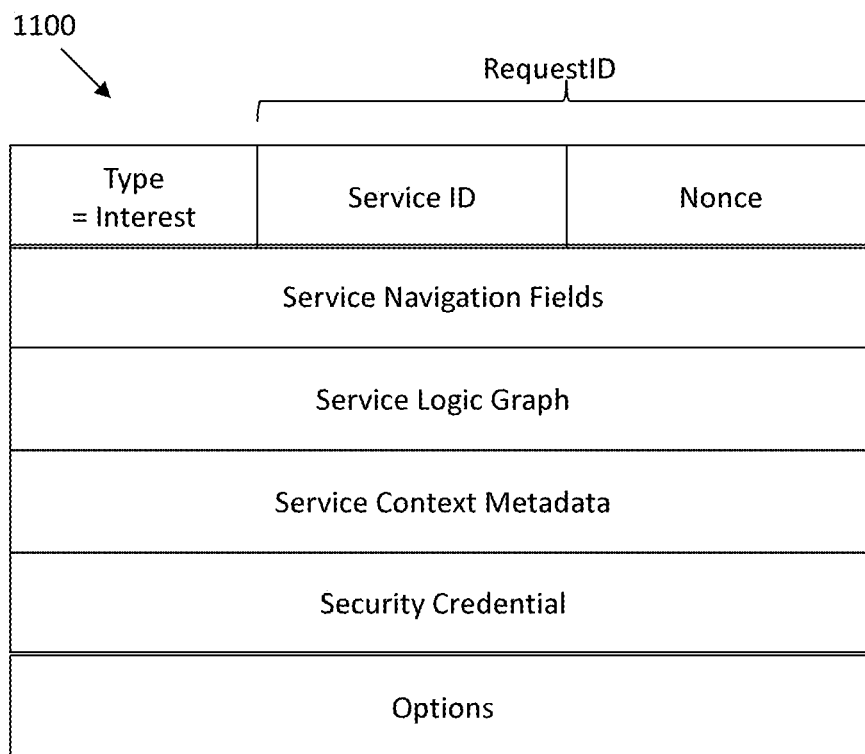 1100
RequestID
Type
= Interest
Service ID
Nonce
Service Navigation Fields
Service Logic Graph
Service Context Metadata
Security Credential
Options